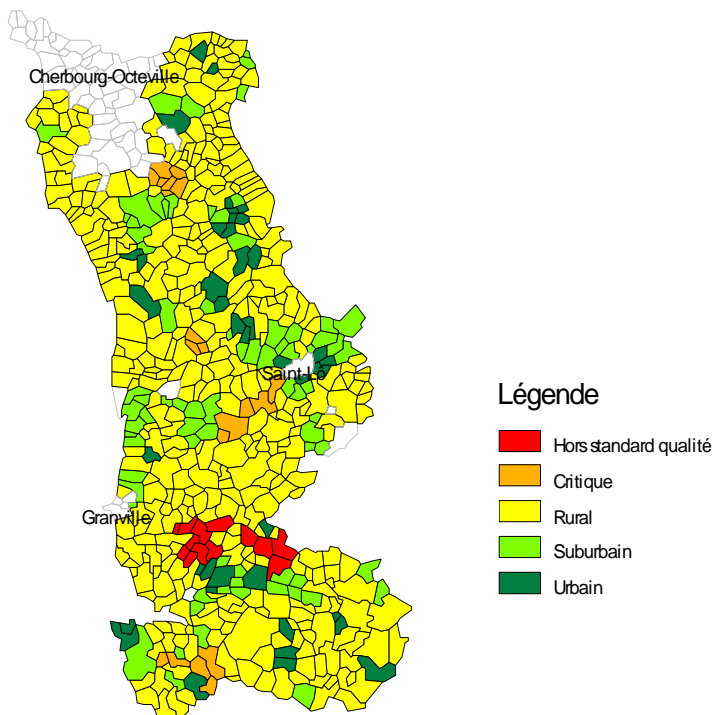 Cherbourg-Octeville
Saint-Lô
Granville
Légende
Hors standard qualité
Critique
Rural
Suburbain
Urbain